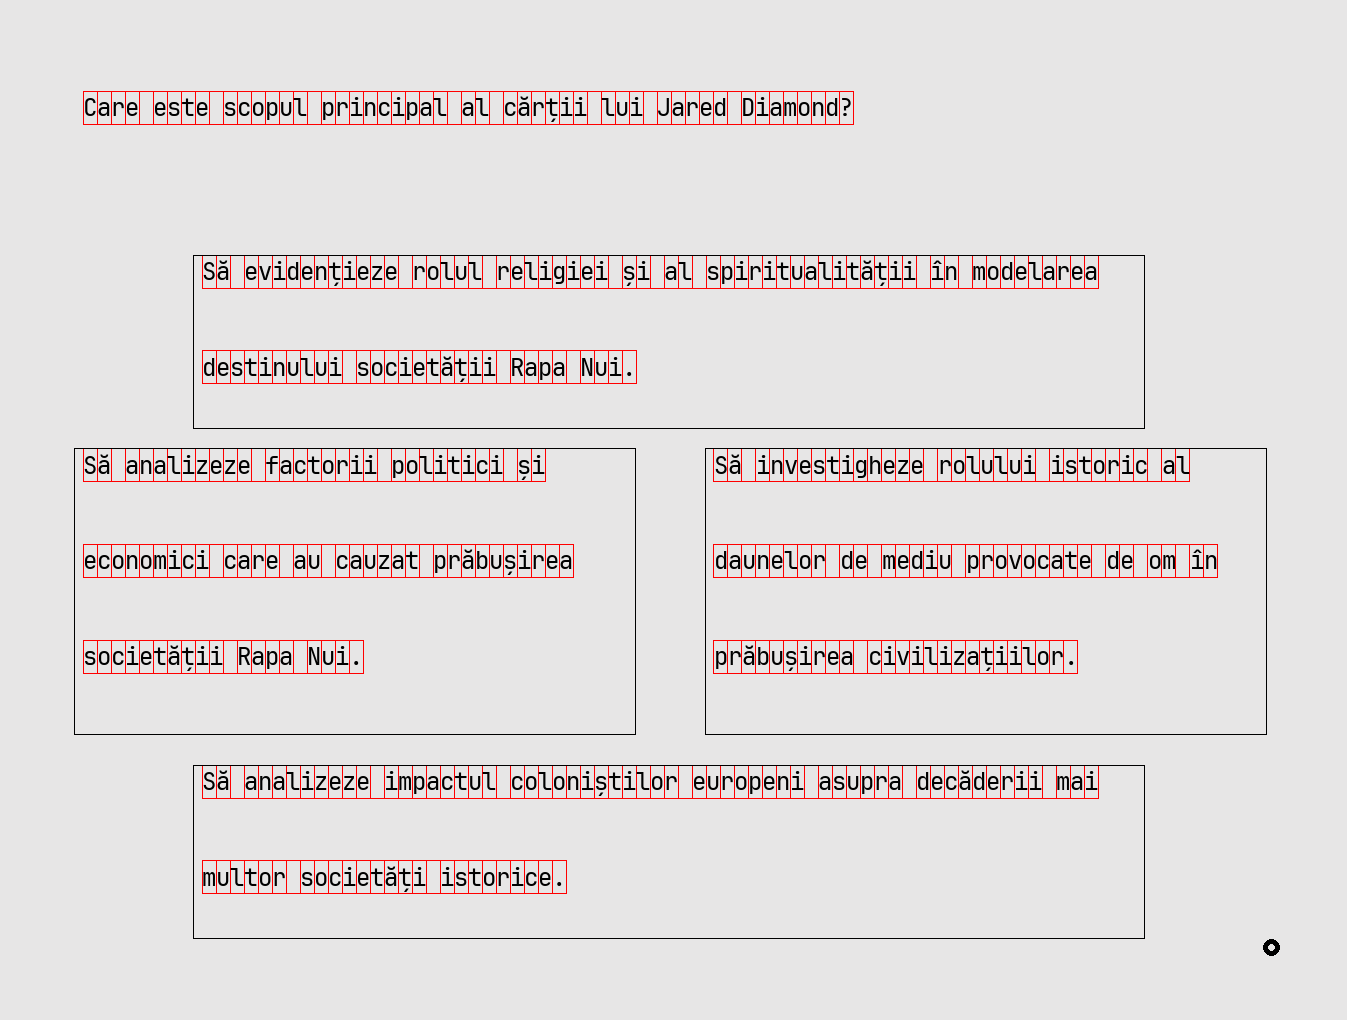 Care este scopul principal al cărții lui Jared Diamond?
Să evidențieze rolul religiei și al spiritualității în modelarea
destinului societății Rapa Nui.
Să analizeze factorii politici și
economici care au cauzat prăbușirea
societății Rapa Nui.
Să investigheze rolului istoric al
daunelor de mediu provocate de om în
prăbușirea civilizațiilor.
Să analizeze impactul coloniștilor europeni asupra decăderii mai
multor societăți istorice.